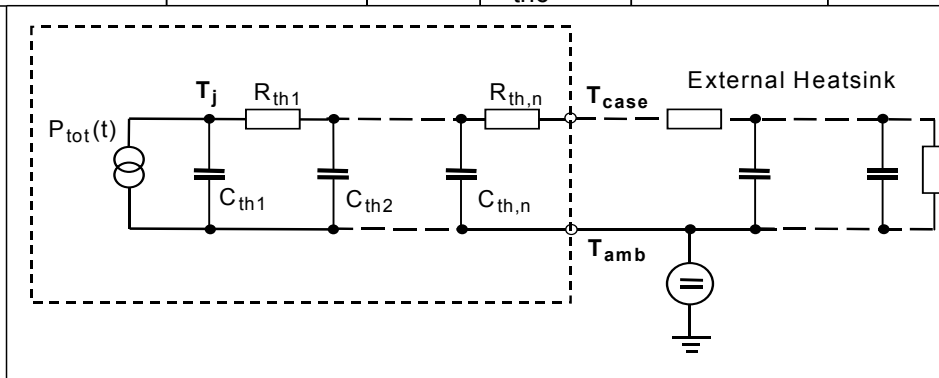 External Heatsink
Tj Rth1 Rth,n Tcase
Ptot(t)
Cth1 Cth2 Cth,n
Tamb